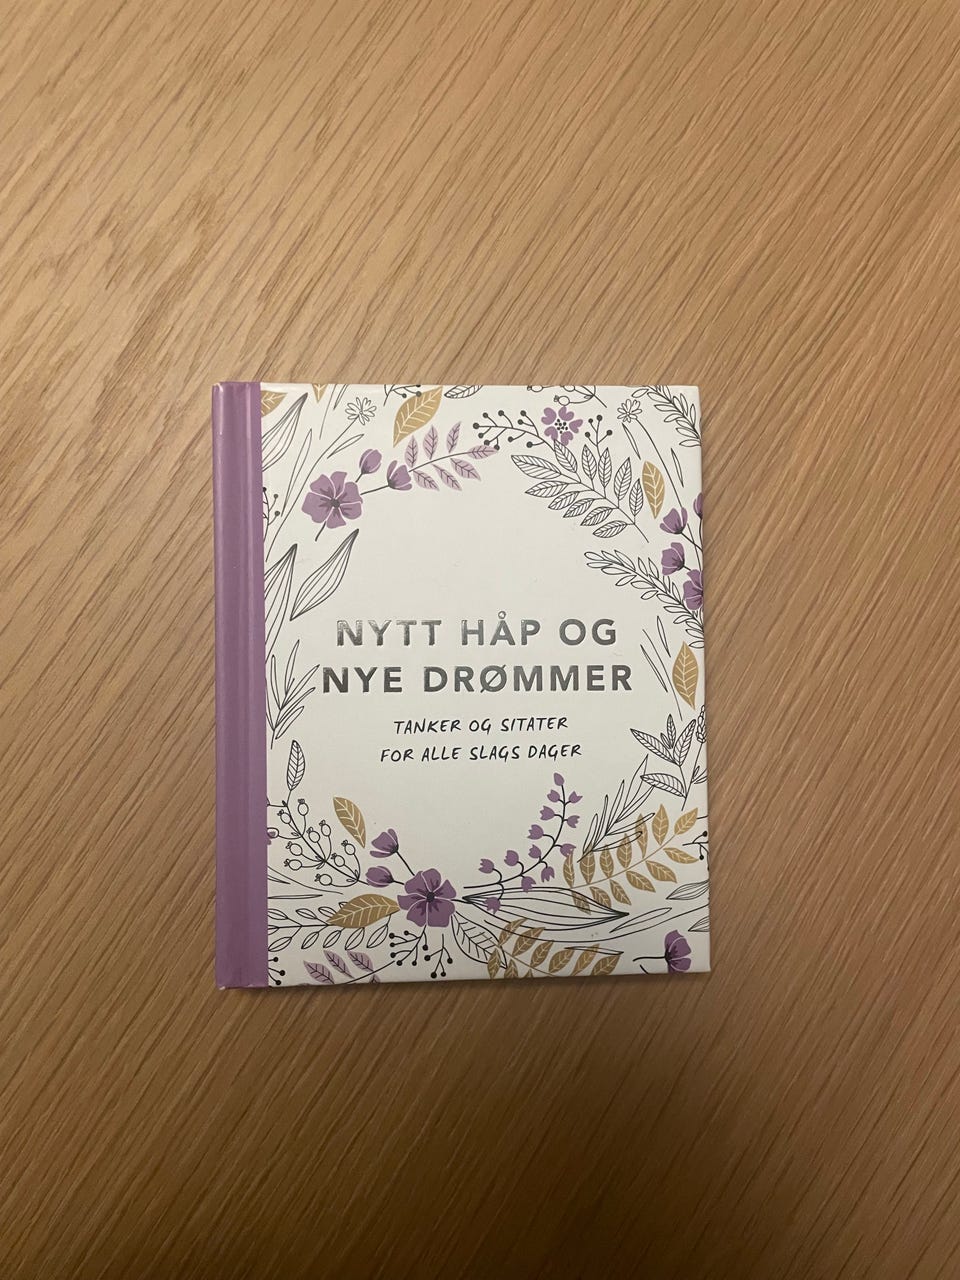 NYTT HÅP OG
NYE DRØMMER
TANKER OG SITATER
FOR ALLE SLAGS DAGER